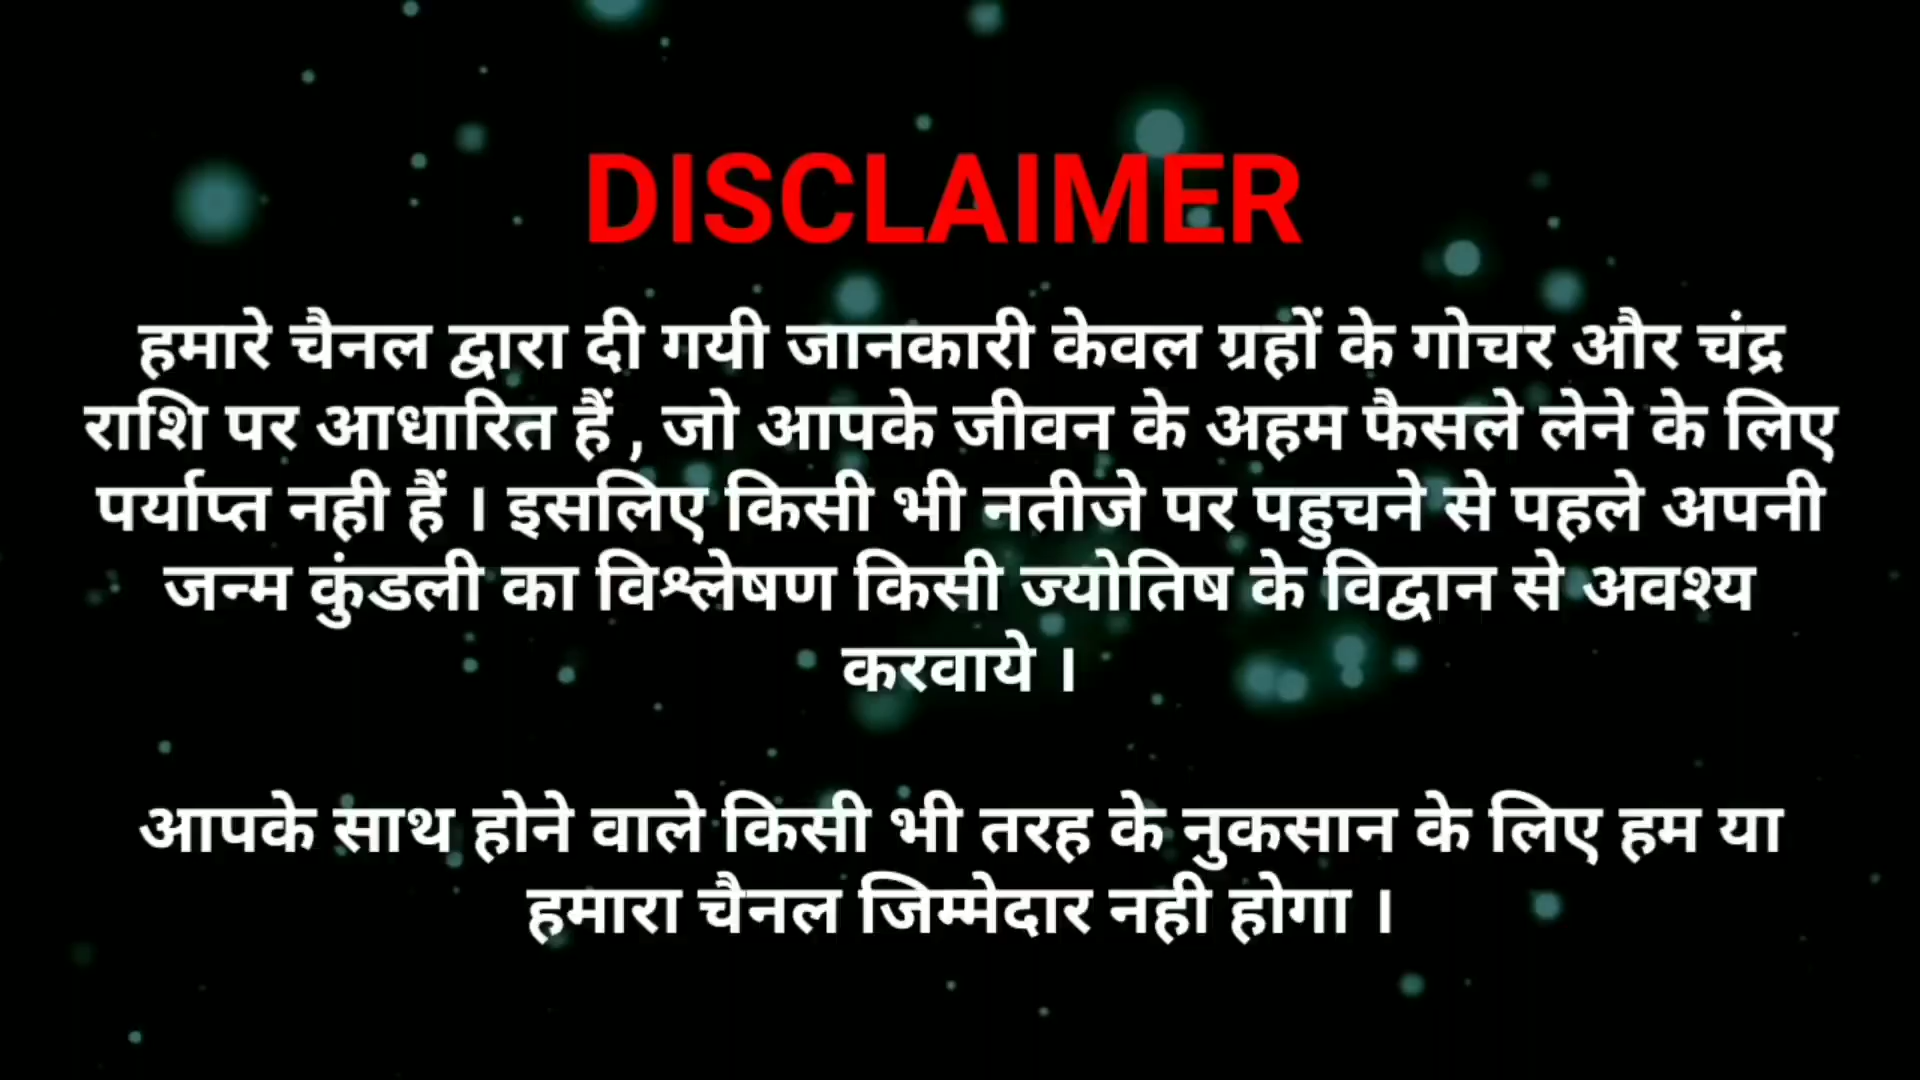 DISCLAIMER
हमारे चैनल द्वारा दी गयी जानकारी केवल ग्रहों के गोचर और चंद्र
राशि पर आधारित हैं , जो आपके जीवन के अहम फैसले लेने के लिए
पर्याप्त नही हैं । इसलिए किसी भी नतीजे पर पहुचने से पहले अपनी
जन्म कुंडली का विश्लेषण किसी ज्योतिष के विद्वान से अवश्य
करवाये ।
आपके साथ होने वाले किसी भी तरह के नुकसान के लिए हम या
हमारा चैनल जिम्मेदार नही होगा ।